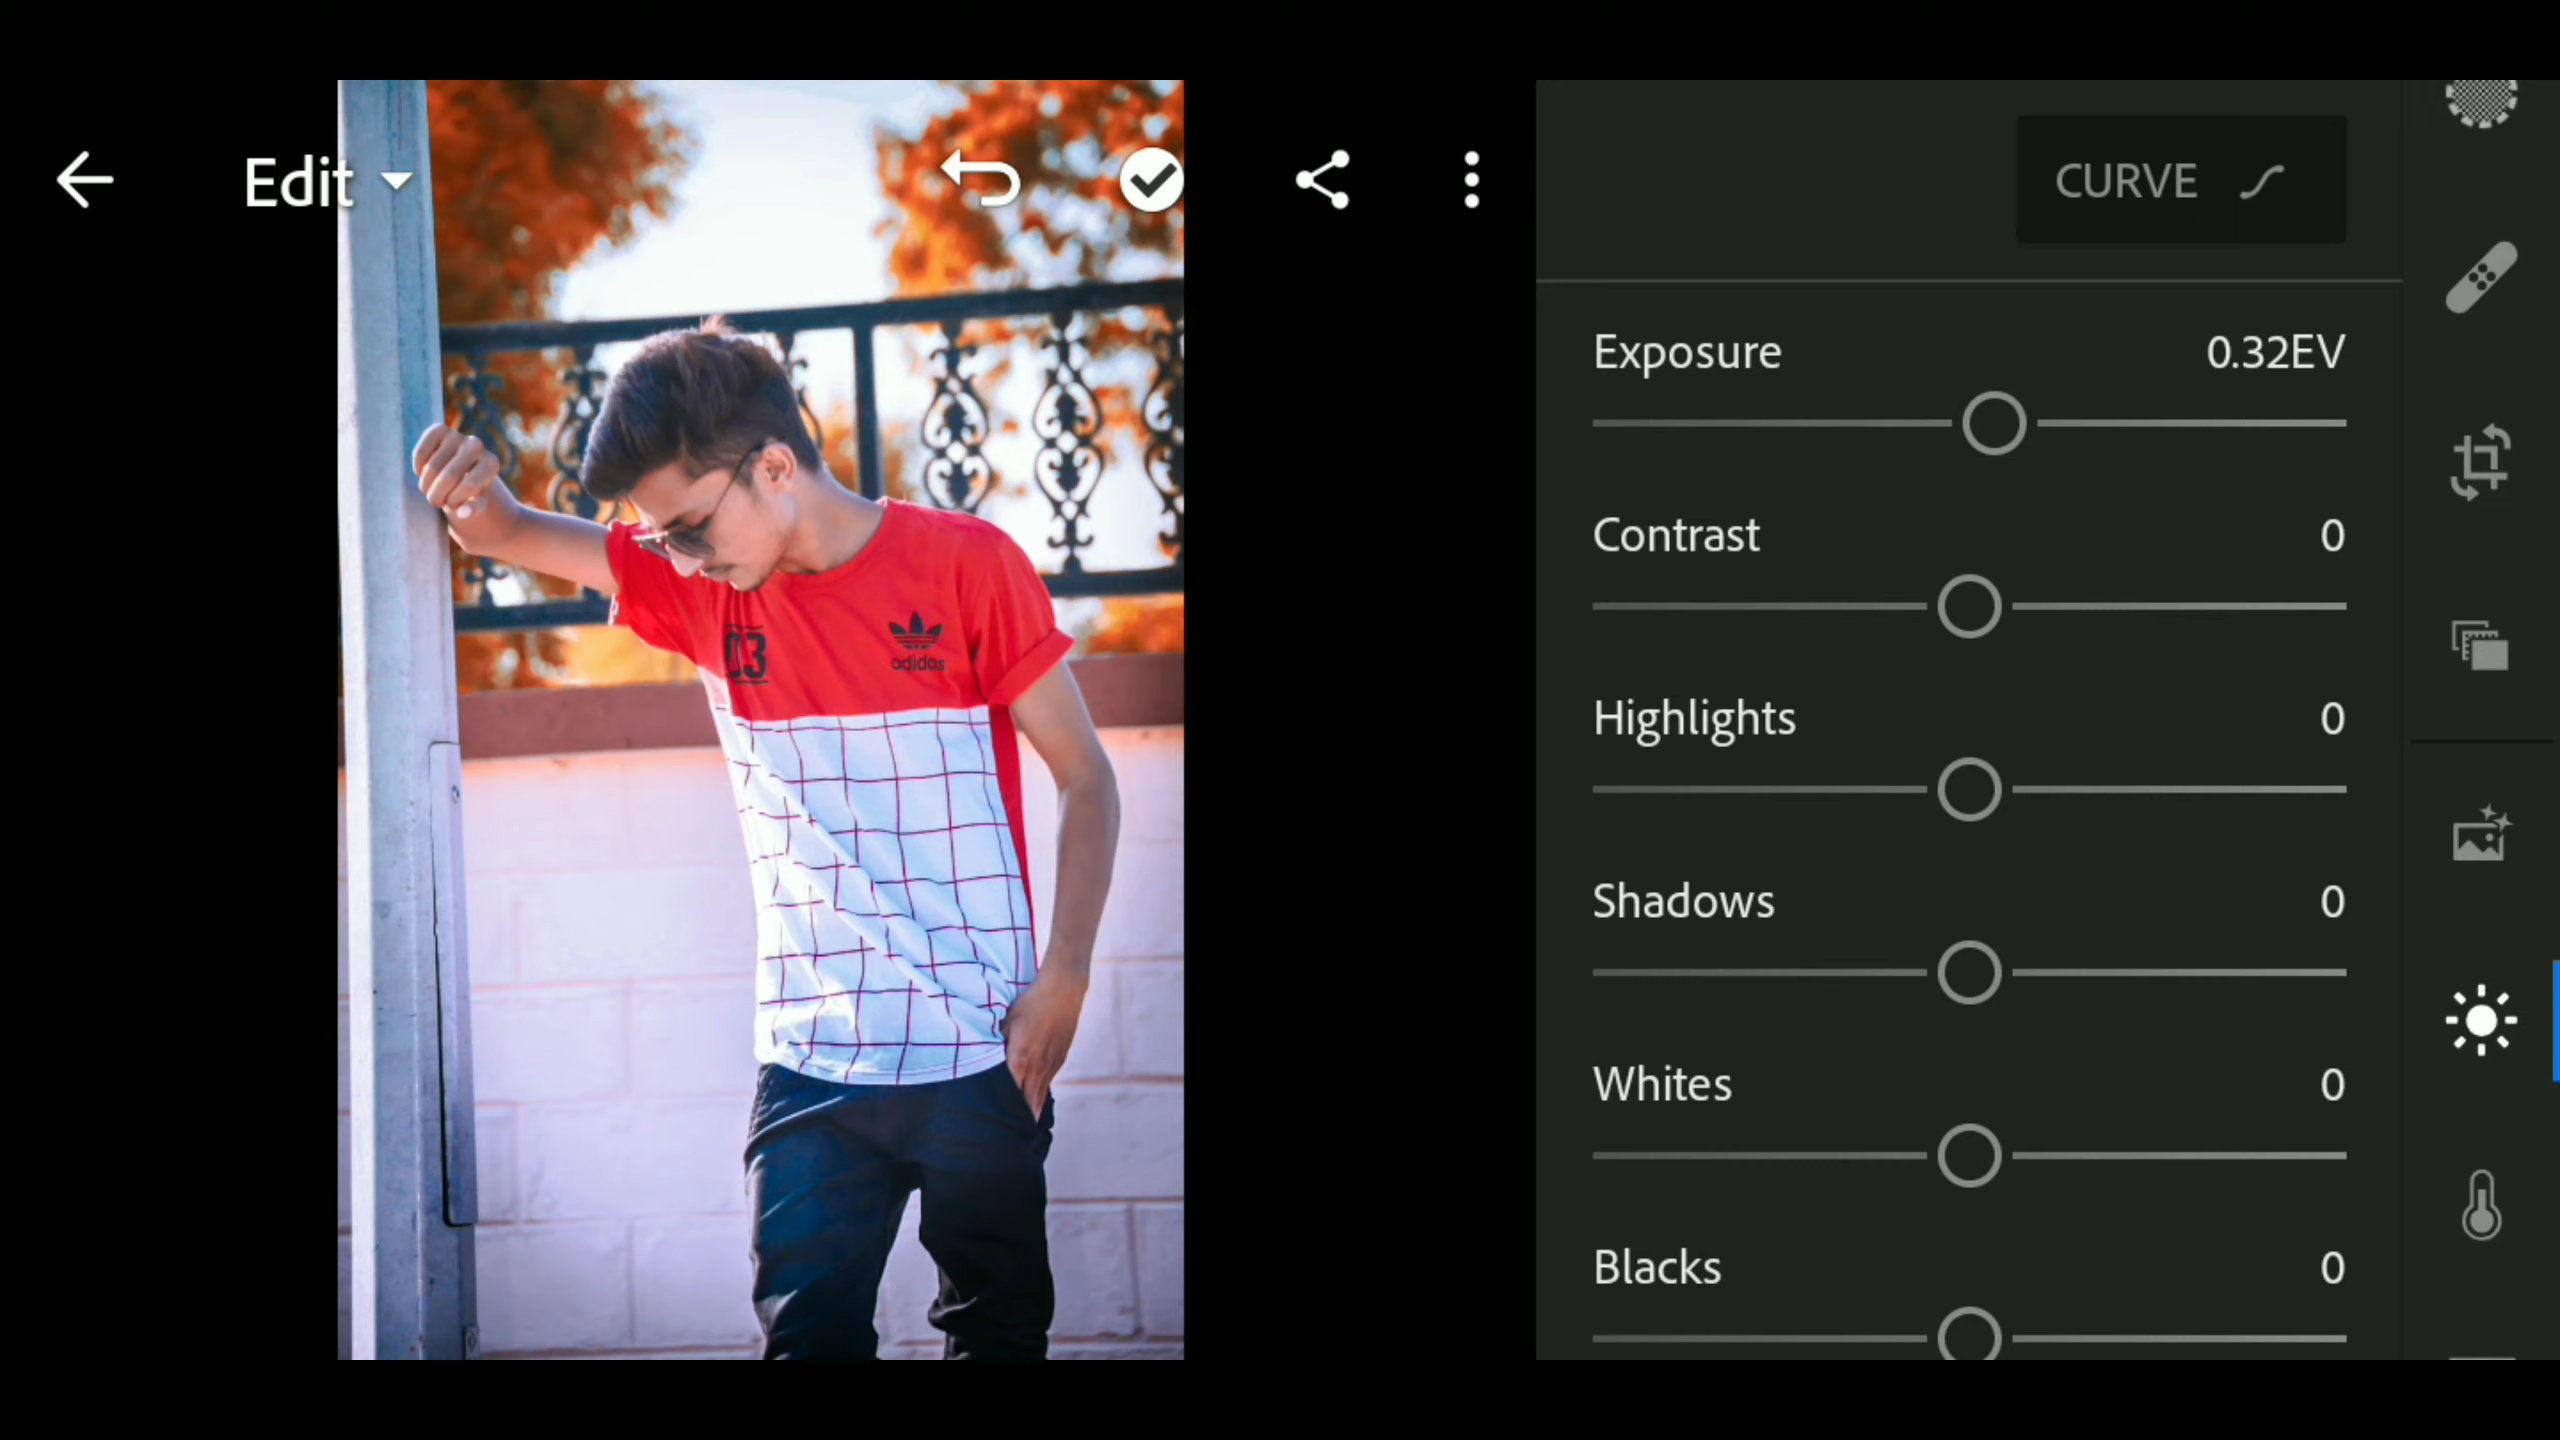 Edit
CURVE
Exposure 0.32EV
Contrast 0
Highlights 0
Shadows 0
Whites 0
Blacks 0
03
adidas